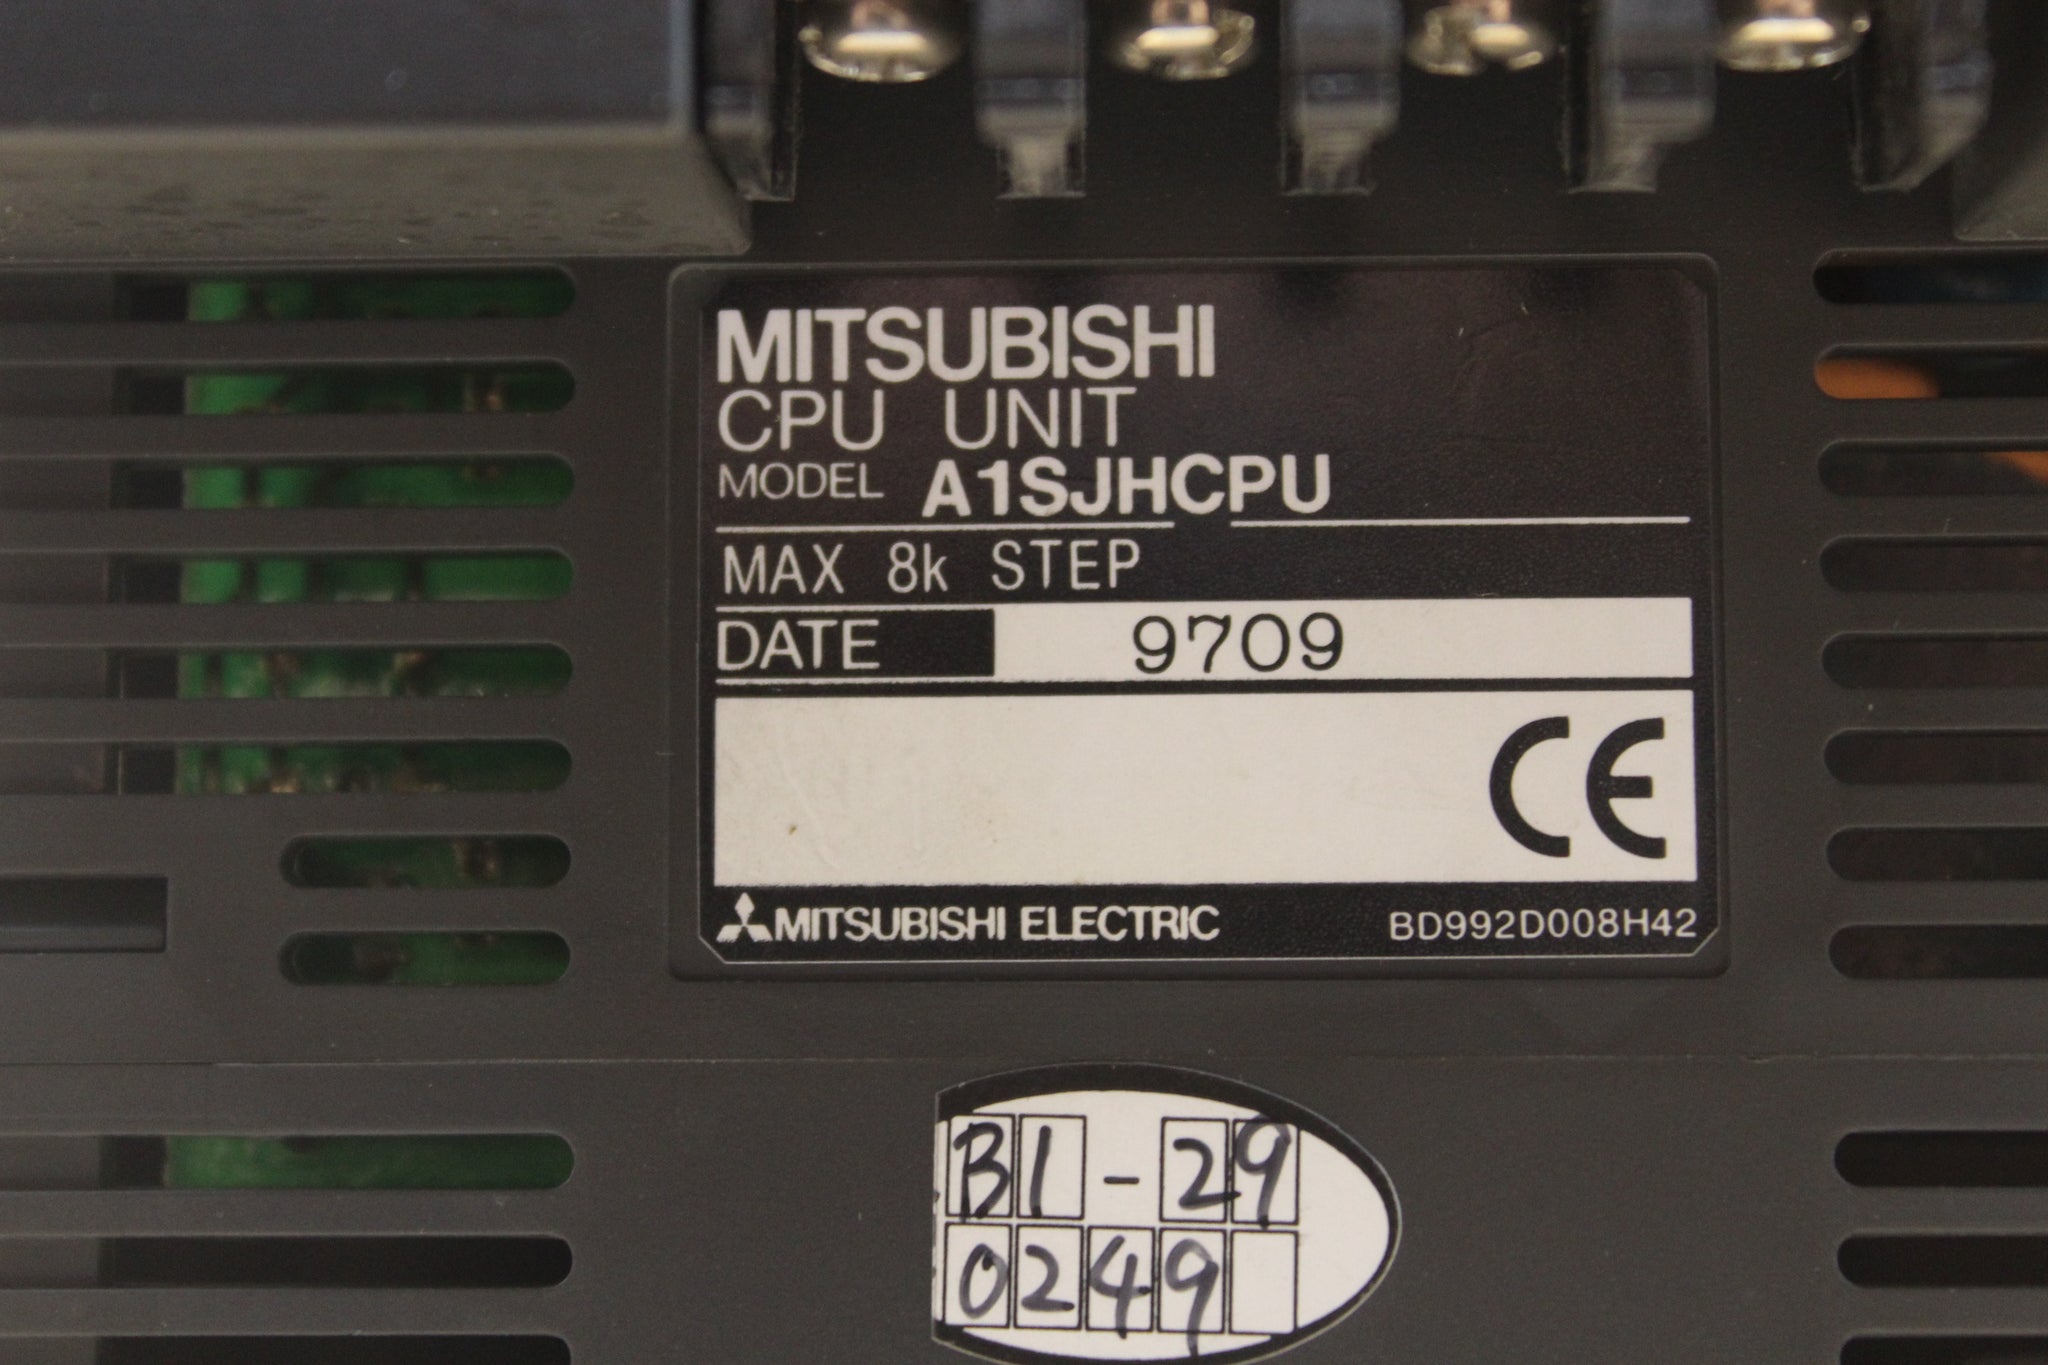 MITSUBISHI
CPU UNIT
MODEL A1SJHCPU
MAX 8k STEP
DATE 9709
CE
MITSUBISHI ELECTRIC BD992D008H42
B1-29
0249